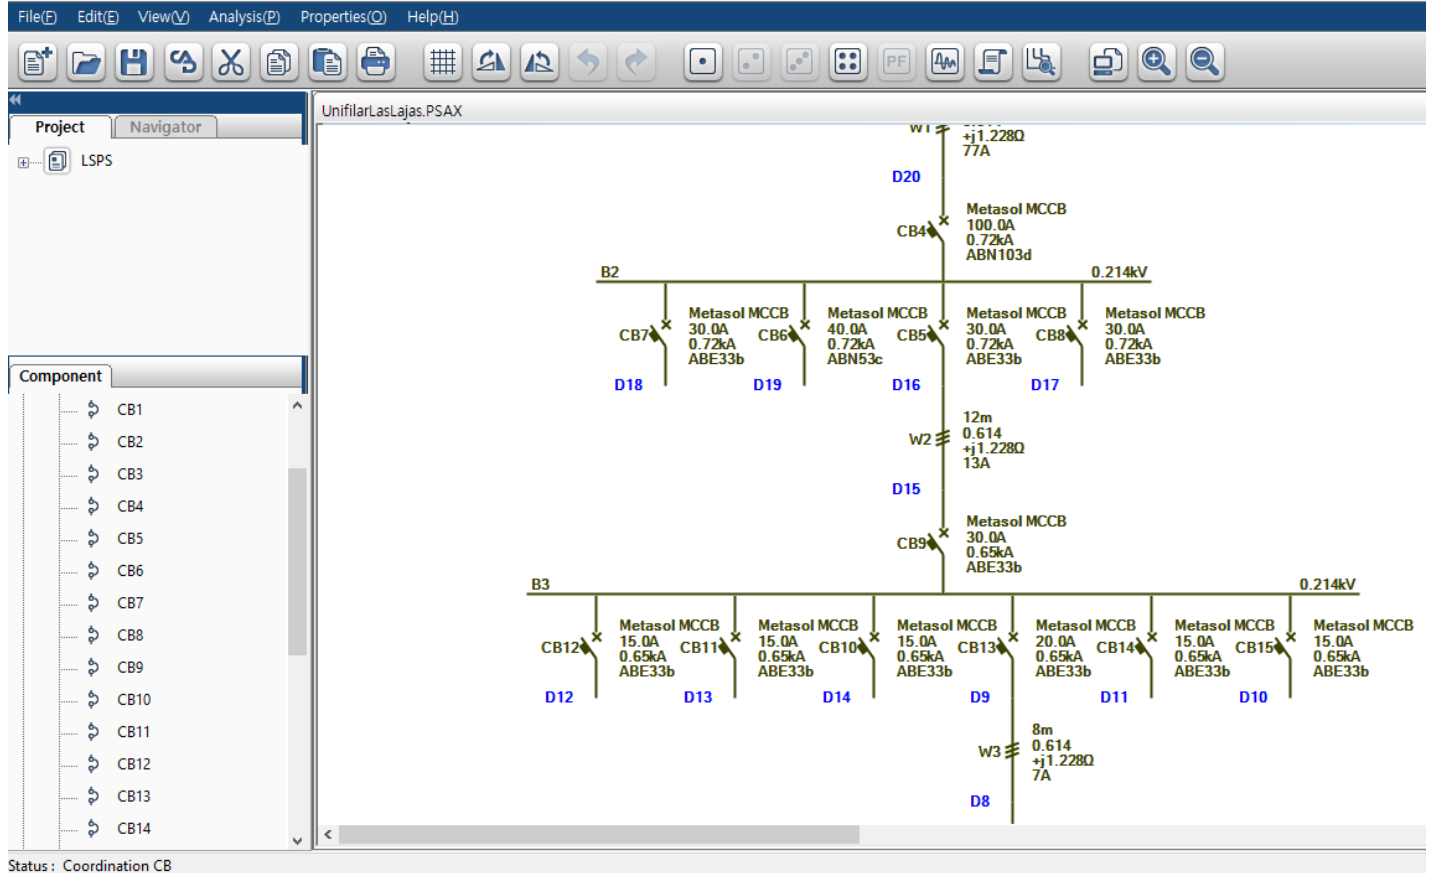 File(F) Edit(E) View(V) Analysis(P) Properties(O) Help(H)
PF
Project Navigator
LSPS
Component
CB1
CB2
CB3
CB4
CB5
CB6
CB7
CB8
CB9
CB10
CB11
CB12
CB13
CB14
UnifilarLasLajas.PSAX
W1
+j1.228Ω
77A
D20
CB4
Metasol MCCB
100.0A
0.72kA
ABN103d
B2 0.214kV
CB7
Metasol MCCB
30.0A
0.72kA
ABE33b
D18
CB6
Metasol MCCB
40.0A
0.72kA
ABN53c
D19
CB5
Metasol MCCB
30.0A
0.72kA
ABE33b
D16
CB8
Metasol MCCB
30.0A
0.72kA
ABE33b
D17
W2
12m
0.614
+j1.228Ω
13A
D15
CB9
Metasol MCCB
30.0A
0.65kA
ABE33b
B3 0.214kV
CB12
Metasol MCCB
15.0A
0.65kA
ABE33b
D12
CB11
Metasol MCCB
15.0A
0.65kA
ABE33b
D13
CB10
Metasol MCCB
15.0A
0.65kA
ABE33b
D14
CB13
Metasol MCCB
20.0A
0.65kA
ABE33b
D9
CB14
Metasol MCCB
15.0A
0.65kA
ABE33b
D11
CB15
Metasol MCCB
15.0A
0.65kA
ABE33b
D10
W3
8m
0.614
+j1.228Ω
7A
D8
Status : Coordination CB